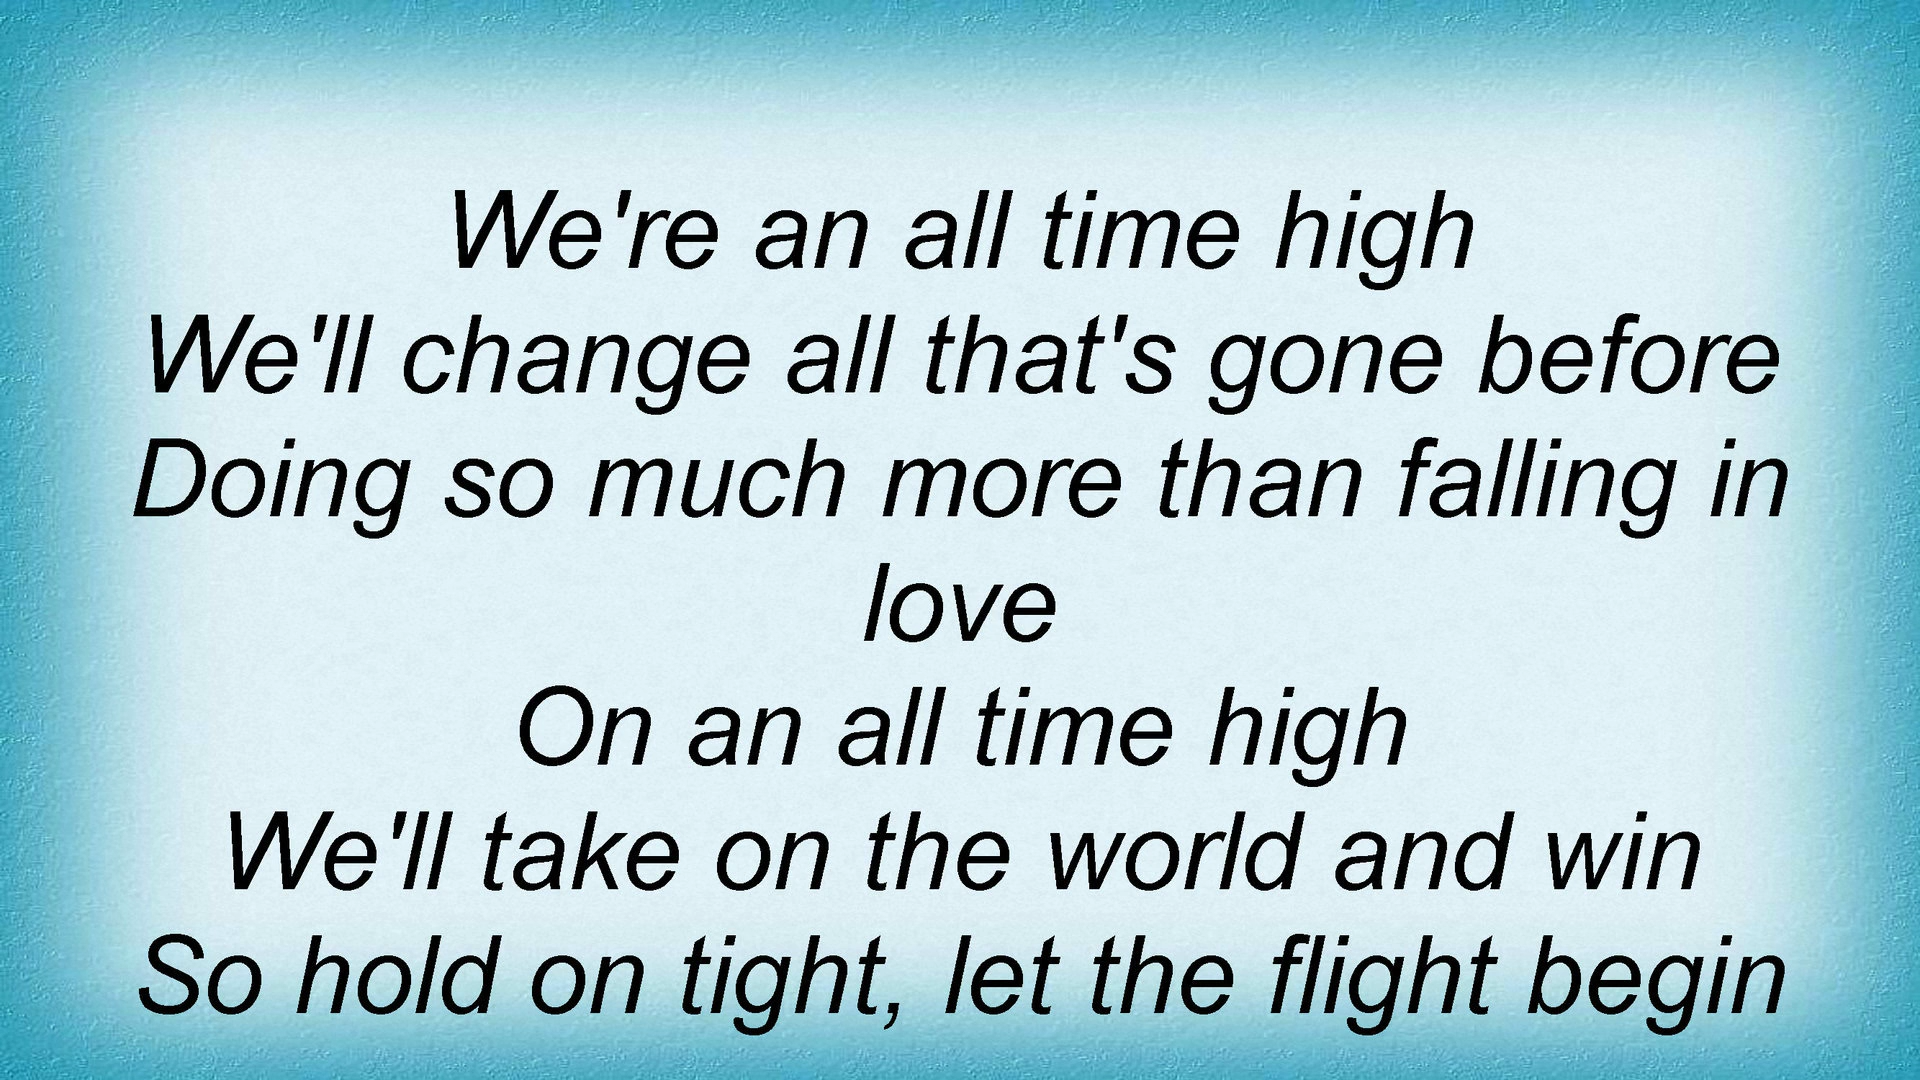 We're an all time high
We'll change all that's gone before
Doing so much more than falling in
love
On an all time high
We'll take on the world and win
So hold on tight, let the flight begin